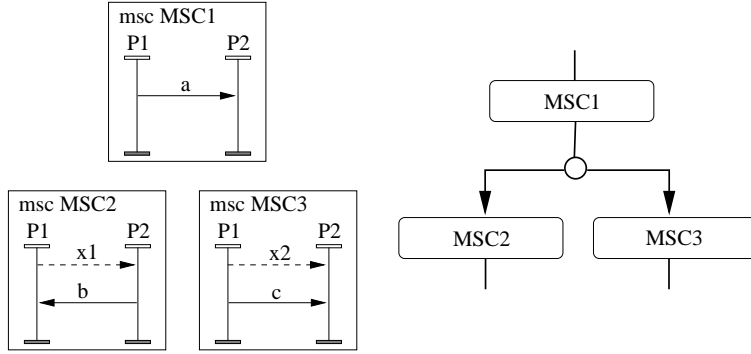 msc MSC1
P1 P2
a
msc MSC2
P1 P2
x1
b
msc MSC3
P1 P2
x2
c
MSC1
MSC2
MSC3